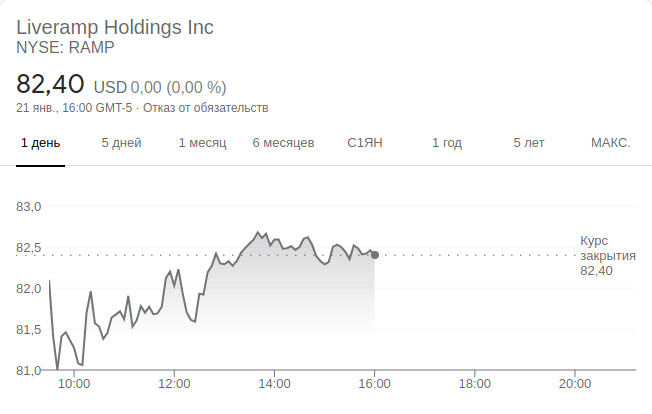 Liveramp Holdings Inc
NYSE: RAMP
82,40 USD 0,00 (0,00 %)
21 янв., 16:00 GMT-5 · Отказ от обязательств
1 день 5 дней 1 месяц 6 месяцев С1ЯН 1 год 5 лет МАКС.
83,0
82,5
82,0
81,5
81,0
Курс
закрытия
82,40
10:00 12:00 14:00 16:00 18:00 20:00